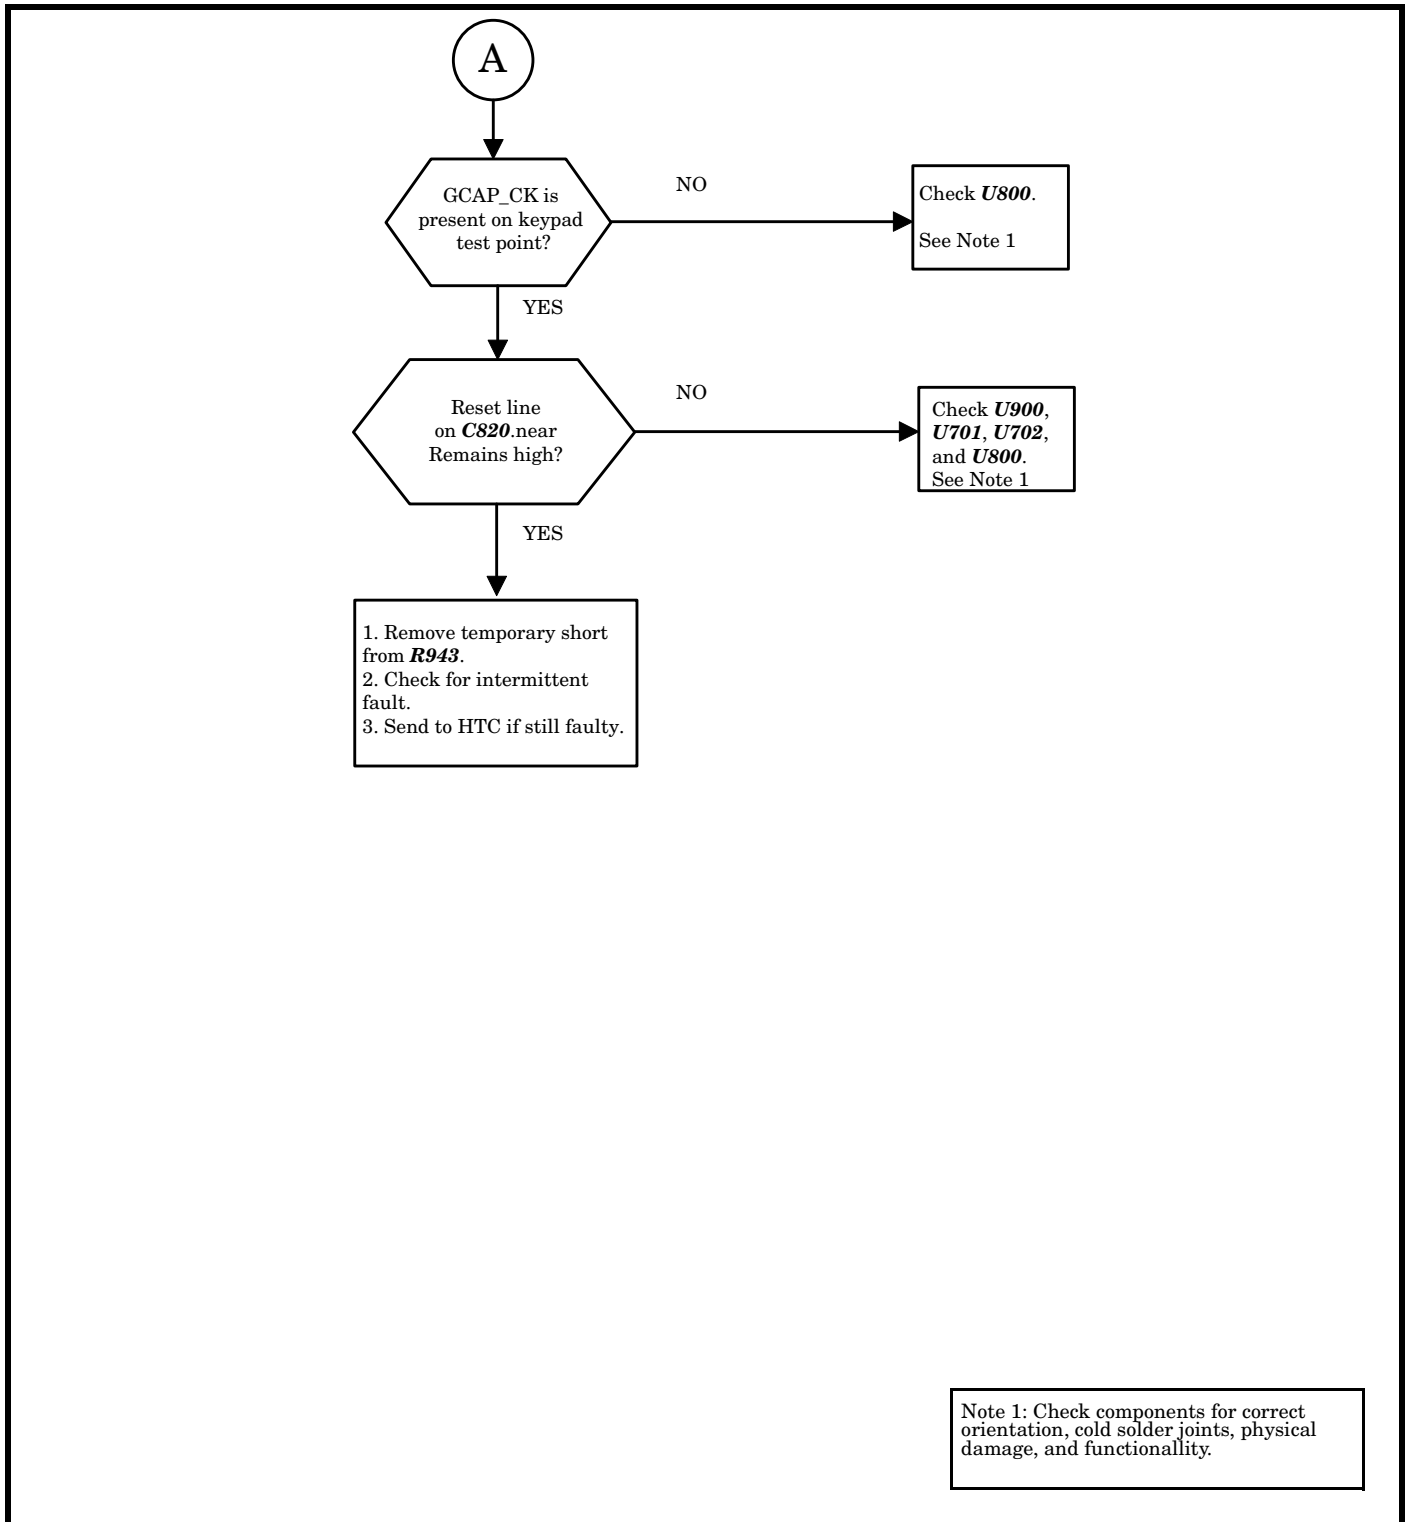 A
GCAP_CK is
present on keypad
test point?
NO
Check U800.
See Note 1
YES
Reset line
on C820.near
Remains high?
NO
Check U900,
U701, U702,
and U800.
See Note 1
YES
1. Remove temporary short
from R943.
2. Check for intermittent
fault.
3. Send to HTC if still faulty.
Note 1: Check components for correct
orientation, cold solder joints, physical
damage, and functionallity.